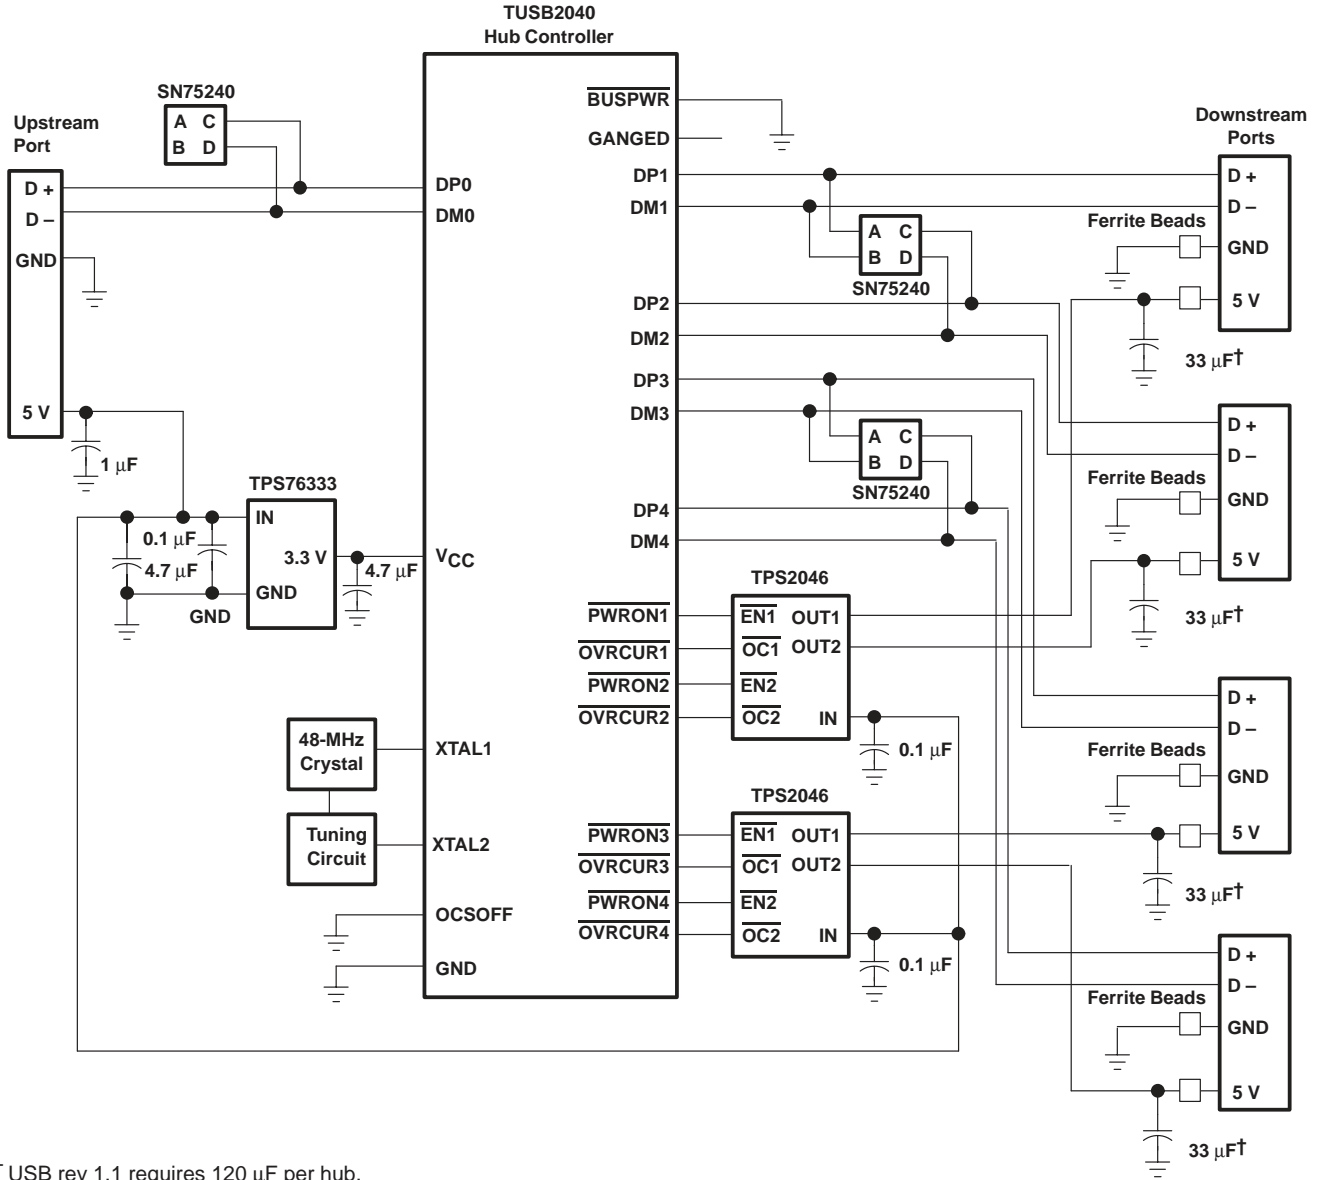 TUSB2040
Hub Controller
SN75240
A C
B D
Upstream
Port
D +
D –
GND
5 V
1 μF
DP0
DM0
BUSPWR
GANGED
DP1
DM1
A C
B D
SN75240
DP2
DM2
DP3
DM3
A C
B D
SN75240
DP4
DM4
TPS76333
IN
3.3 V
GND
0.1 μF
4.7 μF
GND
4.7 μF
VCC
PWRON1
OVRCUR1
PWRON2
OVRCUR2
TPS2046
EN1 OUT1
OC1 OUT2
EN2
OC2 IN
0.1 μF
48-MHz
Crystal
XTAL1
Tuning
Circuit
XTAL2
OCSOFF
GND
PWRON3
OVRCUR3
PWRON4
OVRCUR4
TPS2046
EN1 OUT1
OC1 OUT2
EN2
OC2 IN
0.1 μF
Downstream
Ports
D +
D –
Ferrite Beads
GND
5 V
33 μF†
D +
D –
Ferrite Beads
GND
5 V
33 μF†
D +
D –
Ferrite Beads
GND
5 V
33 μF†
D +
D –
Ferrite Beads
GND
5 V
33 μF†
† USB rev 1.1 requires 120 μF per hub.